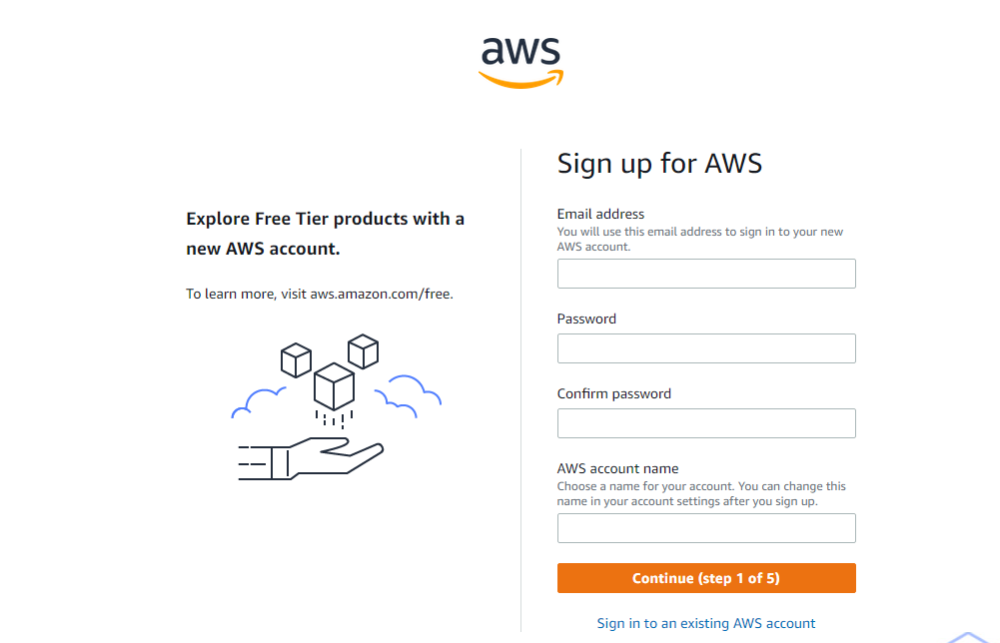 aws
Explore Free Tier products with a
new AWS account.
To learn more, visit aws.amazon.com/free.
Sign up for AWS
Email address
You will use this email address to sign in to your new
AWS account.
Password
Confirm password
AWS account name
Choose a name for your account. You can change this
name in your account settings after you sign up.
Continue (step 1 of 5)
Sign in to an existing AWS account